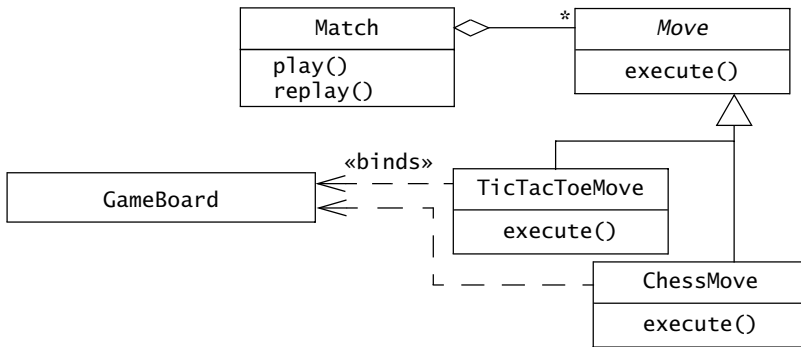 Match
*
Move
play()
replay()
execute()
«binds»
GameBoard
TicTacToeMove
execute()
ChessMove
execute()